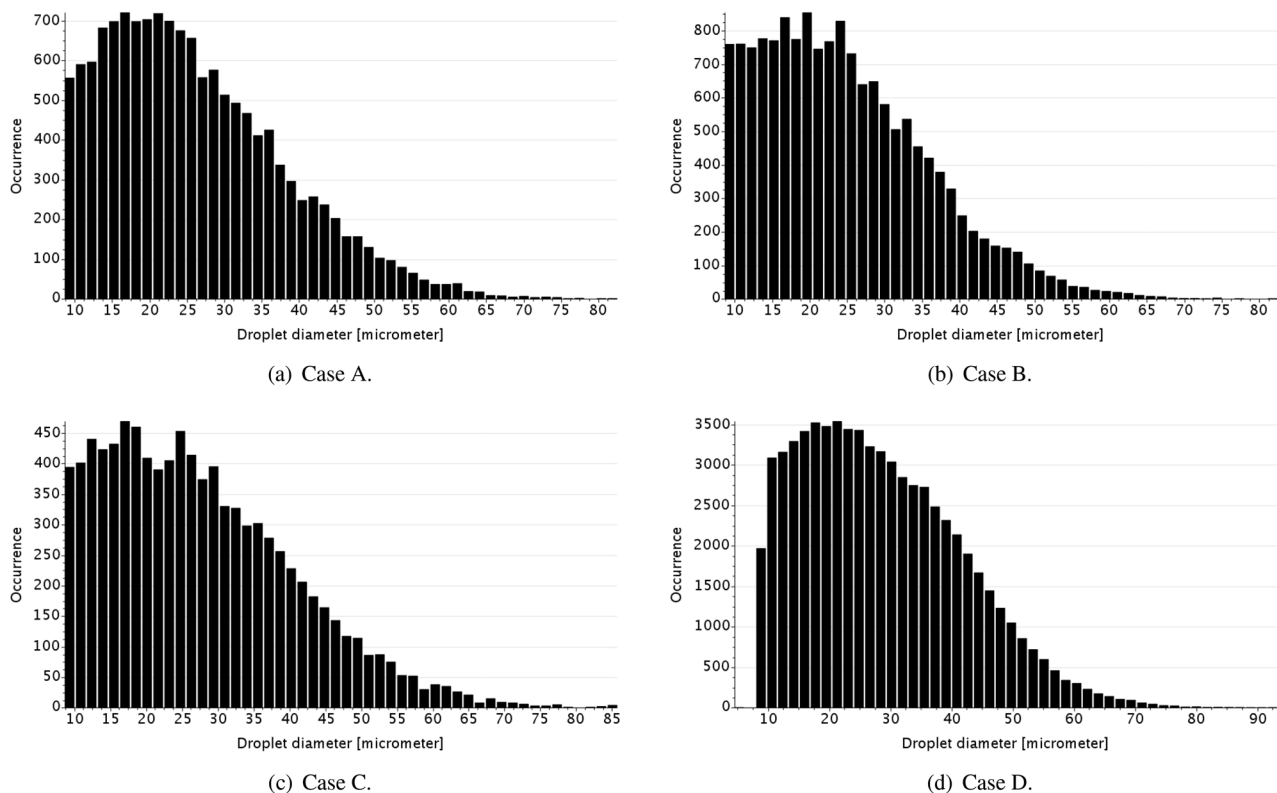 700
600
500
400
300
200
100
0
Occurrence
10 15 20 25 30 35 40 45 50 55 60 65 70 75 80
Droplet diameter [micrometer]
(a) Case A.
800
700
600
500
400
300
200
100
0
Occurrence
10 15 20 25 30 35 40 45 50 55 60 65 70 75 80
Droplet diameter [micrometer]
(b) Case B.
450
400
350
300
250
200
150
100
50
0
Occurrence
10 15 20 25 30 35 40 45 50 55 60 65 70 75 80 85
Droplet diameter [micrometer]
(c) Case C.
3500
3000
2500
2000
1500
1000
500
0
Occurrence
10 20 30 40 50 60 70 80 90
Droplet diameter [micrometer]
(d) Case D.